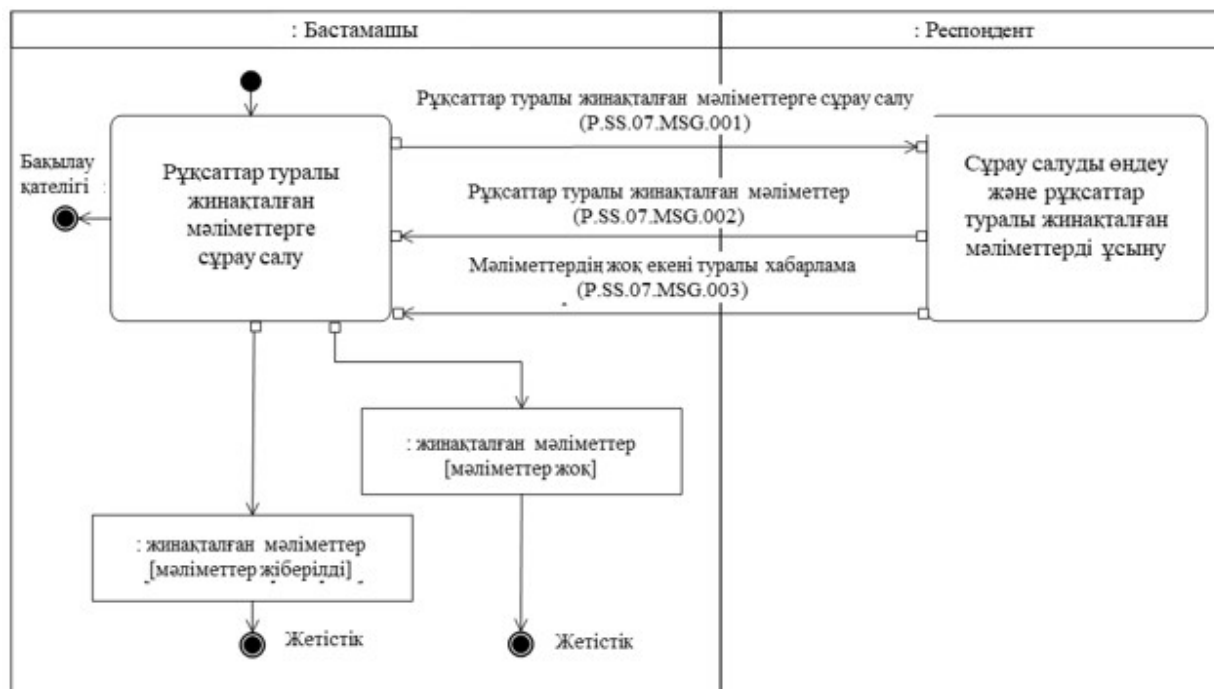 : Бастамашы
: Респондент
Рұқсаттар туралы жинақталған мәліметтерге сұрау салу
(P.SS.07.MSG.001)
Бақылау
қателігі :
Рұқсаттар туралы
жинақталған
мәліметтерге
сұрау салу
Рұқсаттар туралы жинақталған мәліметтер
(P.SS.07.MSG.002)
Мәліметтердің жоқ екені туралы хабарлама
(P.SS.07.MSG.003)
Сұрау салуды өңдеу
және рұқсаттар
туралы жинақталған
мәліметтерді ұсыну
: жинақталған мәліметтер
[мәліметтер жоқ]
: жинақталған мәліметтер
[мәліметтер жіберілді]
Жетістік
Жетістік